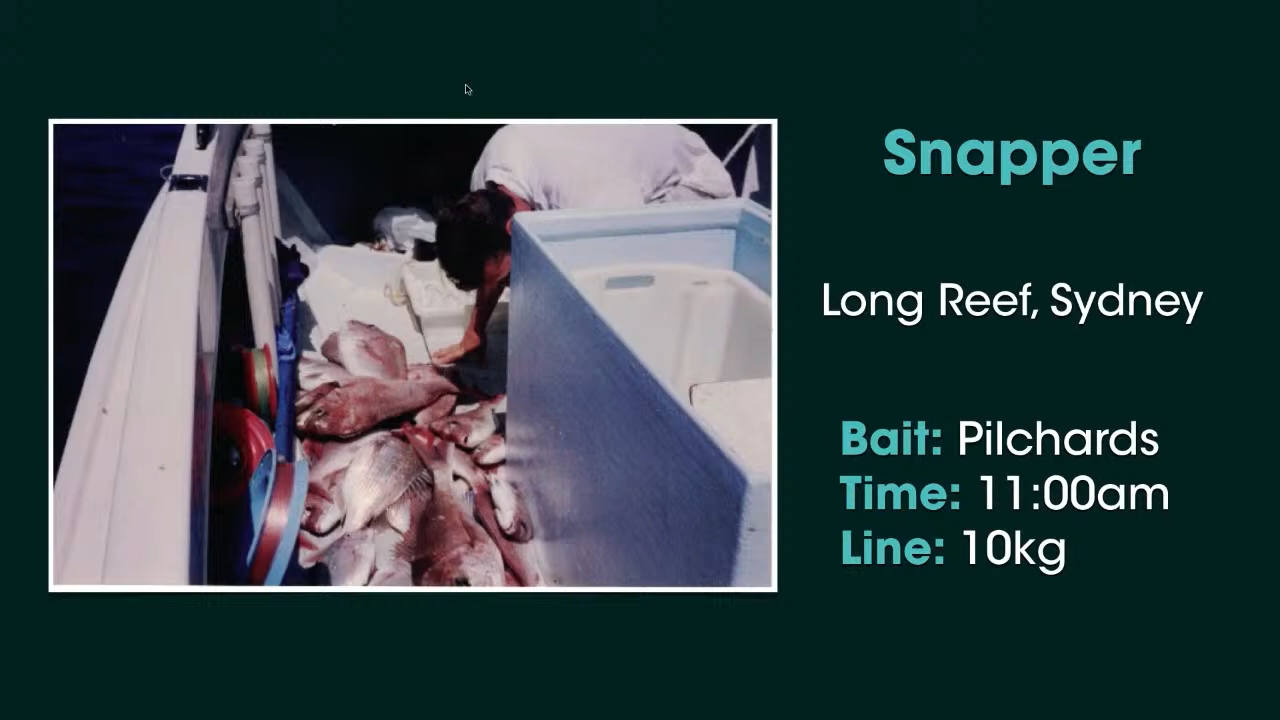 Snapper
Long Reef, Sydney
Bait: Pilchards
Time: 11:00am
Line: 10kg